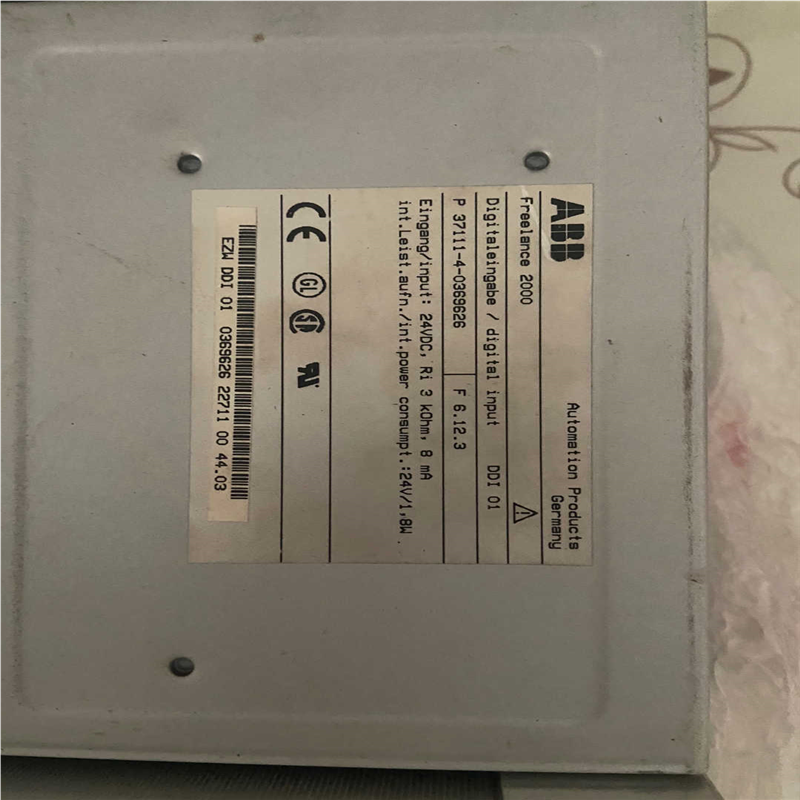 ABB
Automation Products
Germany
Freelance 2000
Digitaleingabe / digital input DDI 01
P 37111-4-0369626 F 6.12.3
Eingang/input: 24VDC, Ri 3 kOhm, 8 mA
int.Leist.aufn./int.power consumpt.:24V/1,8W
CE GL
EZW DDI 01 0369626 22711 00 44.03